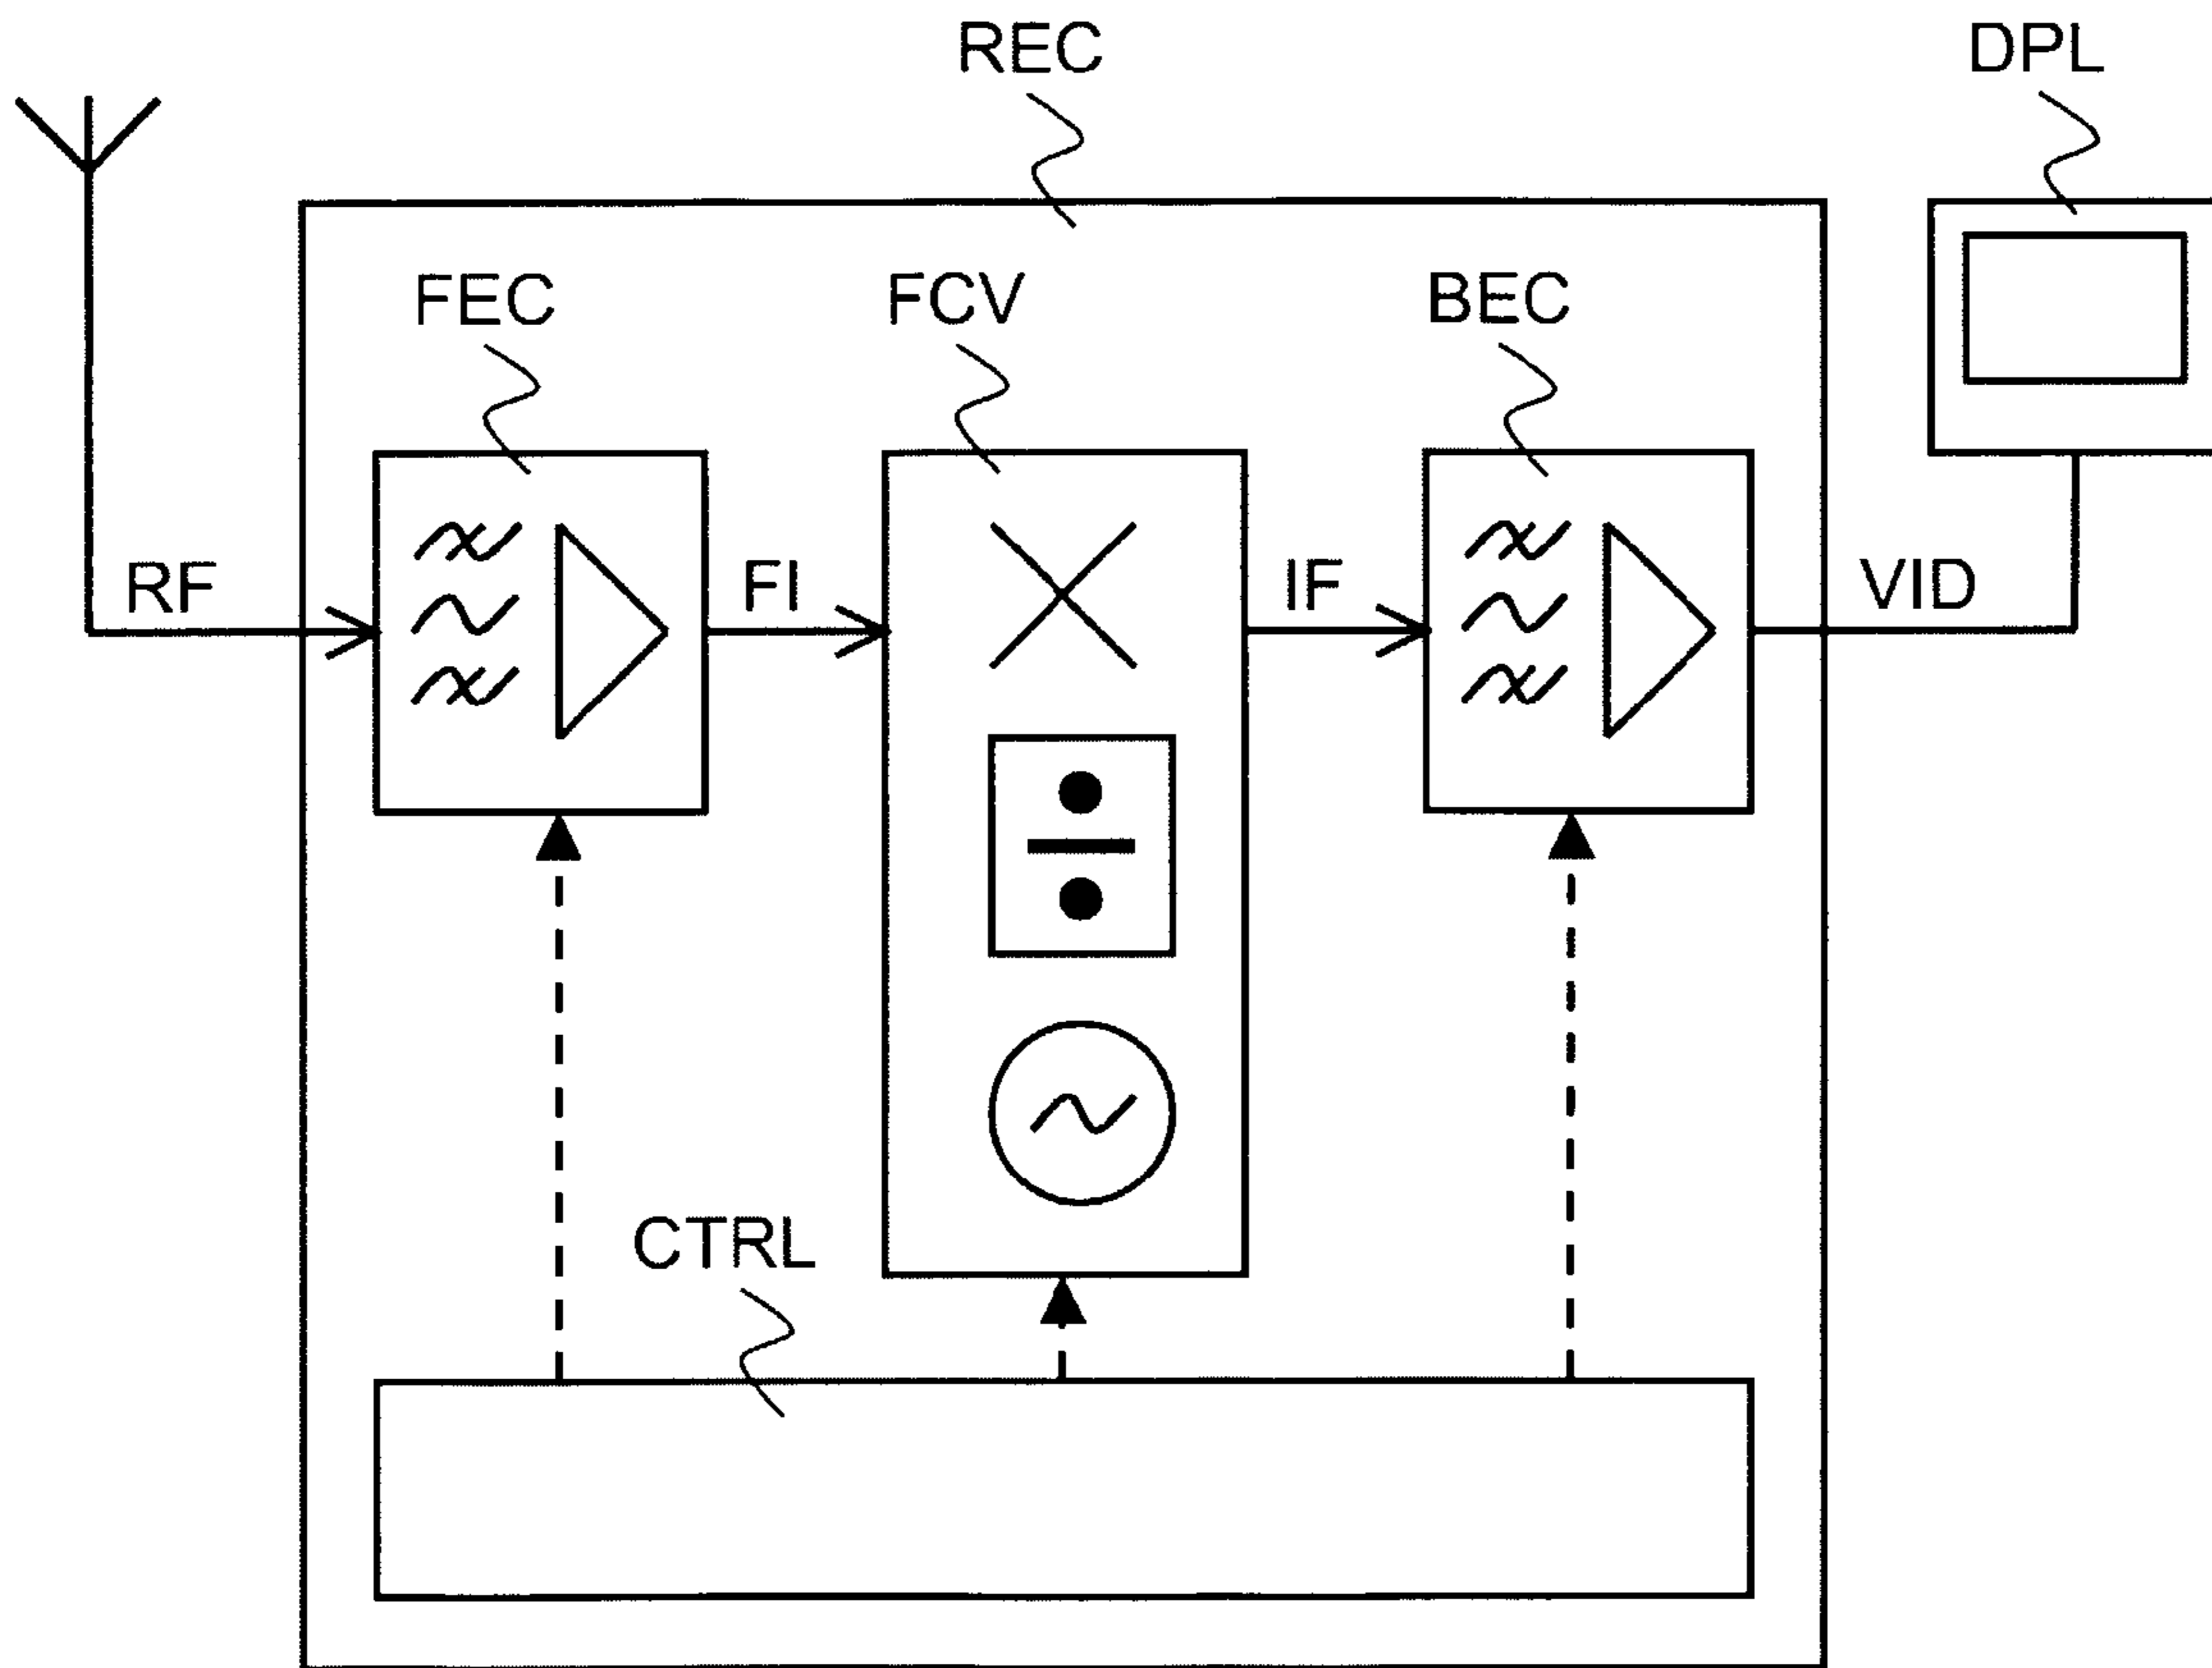 REC
DPL
FEC
FCV
BEC
RF
FI
IF
VID
CTRL